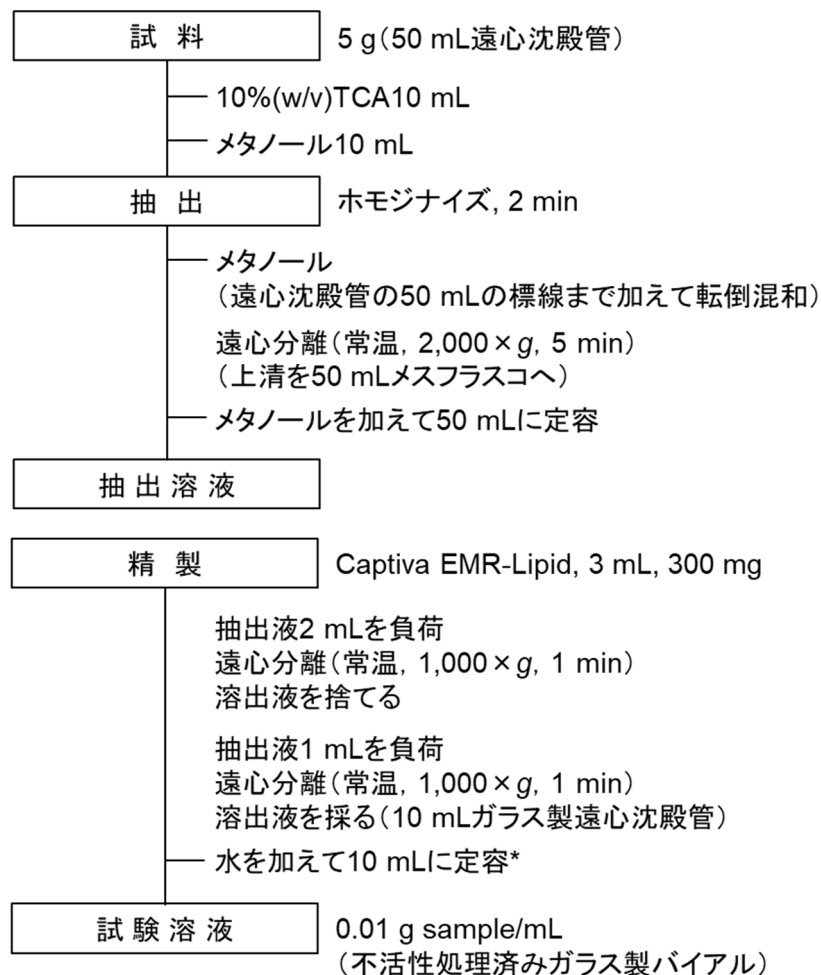 試料 5 g（50 mL遠心沈殿管）
10%(w/v)TCA10 mL
メタノール10 mL
抽出 ホモジナイズ, 2 min
メタノール
（遠心沈殿管の50 mLの標線まで加えて転倒混和）
遠心分離（常温，2,000×g，5 min）
（上清を50 mLメスフラスコへ）
メタノールを加えて50 mLに定容
抽出溶液
精製 Captiva EMR-Lipid, 3 mL, 300 mg
抽出液2 mLを負荷
遠心分離（常温，1,000×g，1 min）
溶出液を捨てる
抽出液1 mLを負荷
遠心分離（常温，1,000×g，1 min）
溶出液を採る（10 mLガラス製遠心沈殿管）
水を加えて10 mLに定容*
試験溶液 0.01 g sample/mL
（不活性処理済みガラス製バイアル）